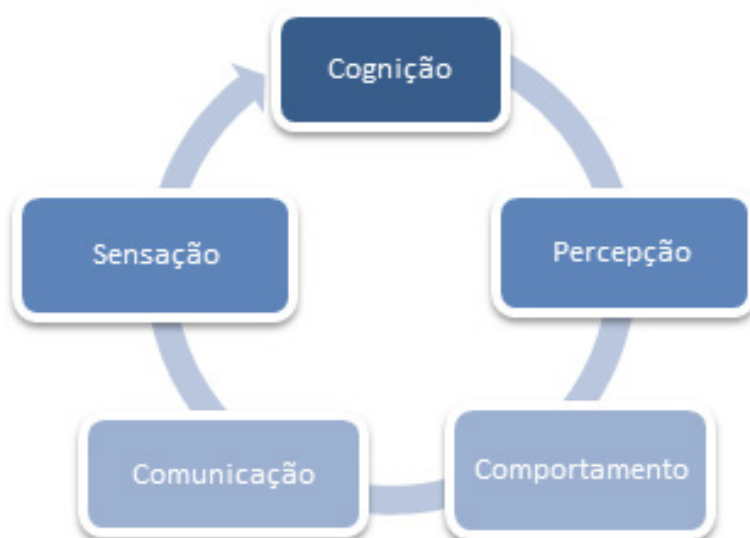 Cognição
Percepção
Comportamento
Comunicação
Sensação